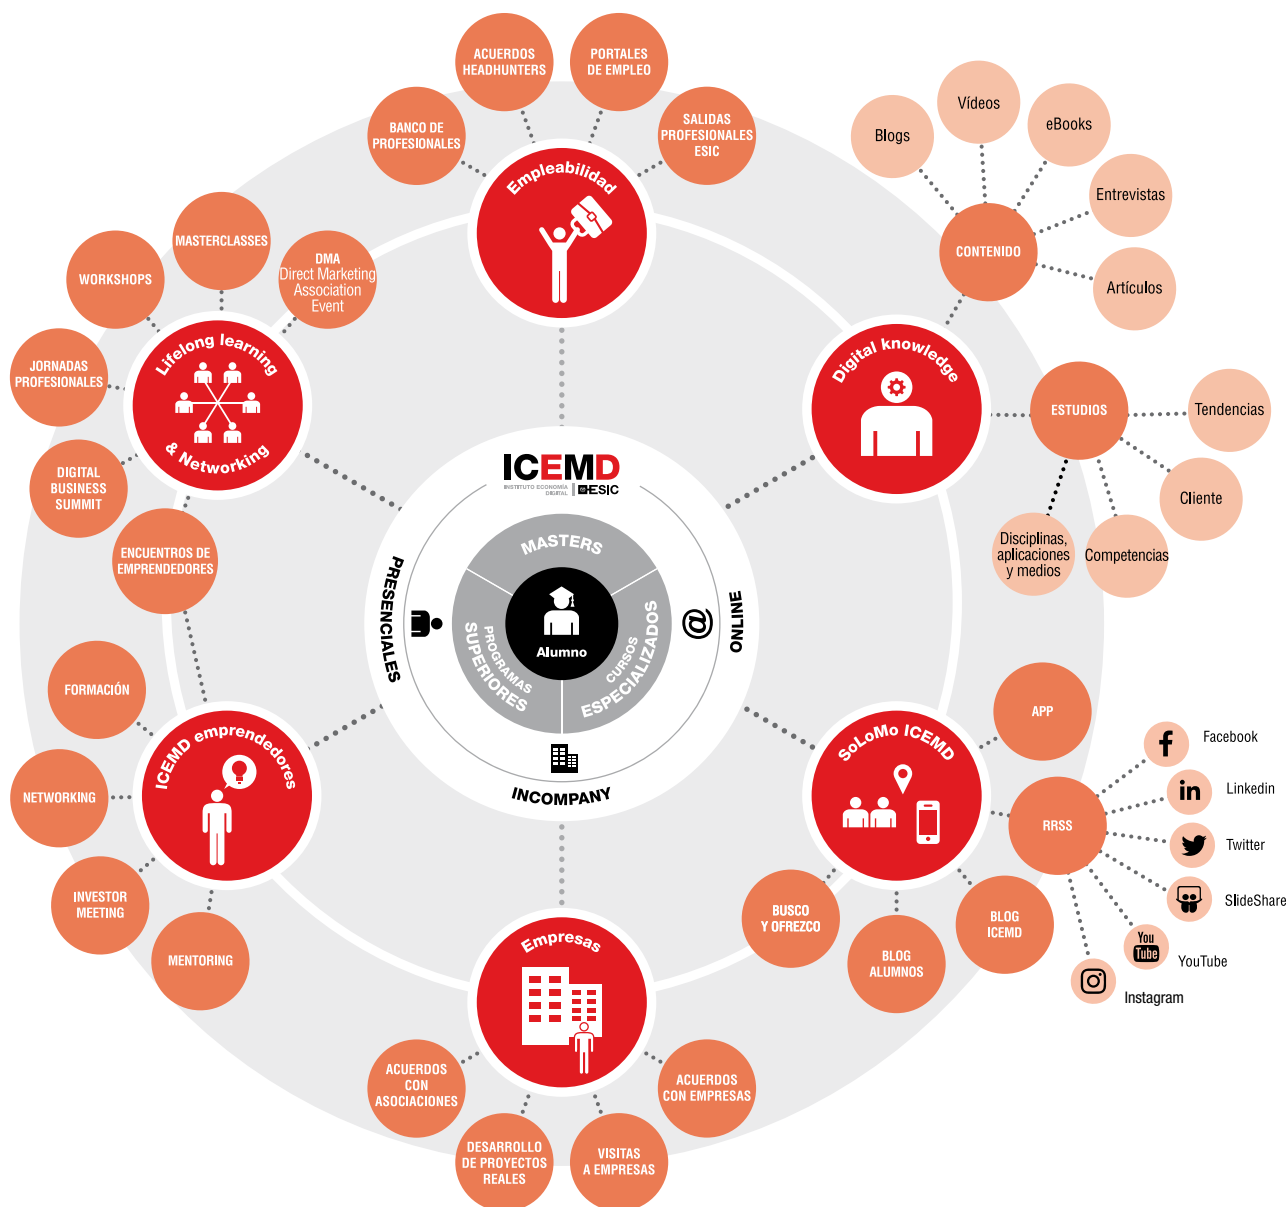 ACUERDOS
HEADHUNTERS
PORTALES
DE EMPLEO
BANCO DE
PROFESIONALES
SALIDAS
PROFESIONALES
ESIC
Empleabilidad
Blogs
Vídeos
eBooks
Entrevistas
Artículos
CONTENIDO
MASTERCLASSES
WORKSHOPS
DMA
Direct Marketing
Association
Event
JORNADAS
PROFESIONALES
Lifelong learning
& Networking
DIGITAL
BUSINESS
SUMMIT
ENCUENTROS DE
EMPRENDEDORES
Digital knowledge
ESTUDIOS
Tendencias
Cliente
Competencias
Disciplinas,
aplicaciones
y medios
ICEMD
INSTITUTO ECONOMÍA
DIGITAL
ESIC
PRESENCIALES
ONLINE
INCOMPANY
MASTERS
PROGRAMAS
SUPERIORES
CURSOS
ESPECIALIZADOS
Alumno
FORMACIÓN
NETWORKING
INVESTOR
MEETING
MENTORING
ICEMD emprendedores
SoLoMo ICEMD
APP
RRSS
Facebook
Linkedin
Twitter
SlideShare
You
Tube
YouTube
Instagram
BUSCO
Y OFREZCO
BLOG
ALUMNOS
BLOG
ICEMD
Empresas
ACUERDOS
CON
ASOCIACIONES
DESARROLLO
DE PROYECTOS
REALES
VISITAS
A EMPRESAS
ACUERDOS
CON EMPRESAS